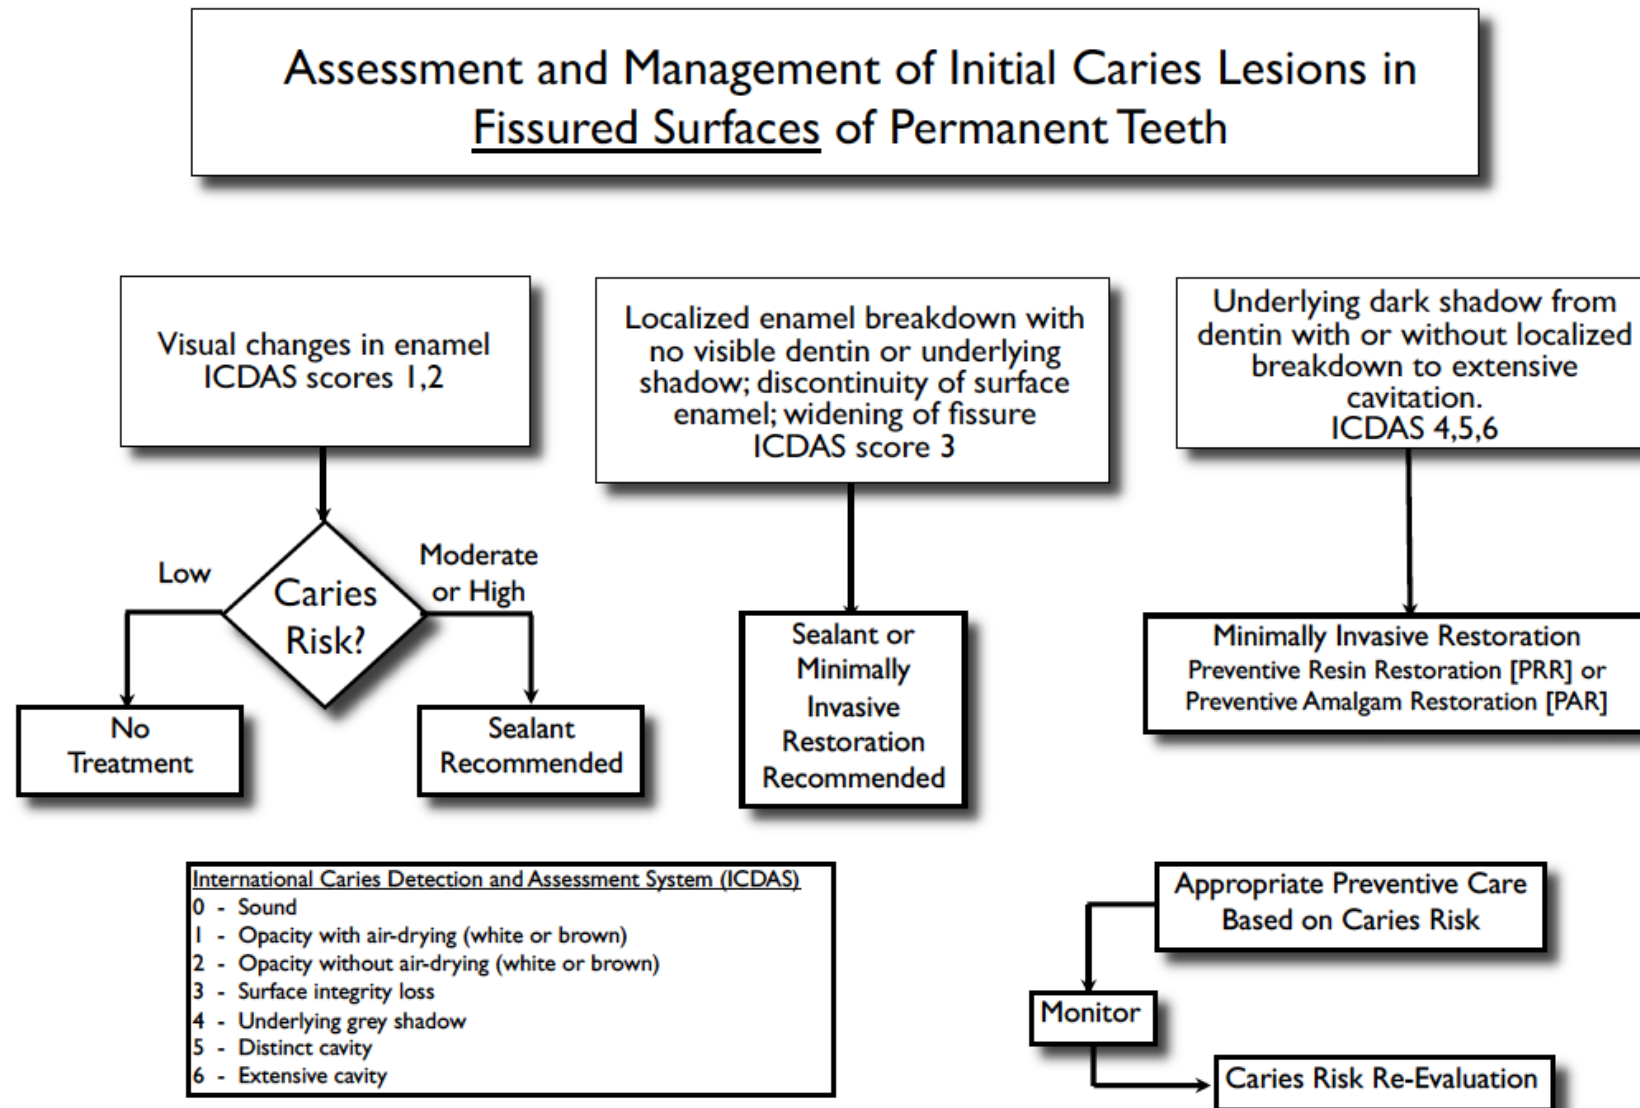 Assessment and Management of Initial Caries Lesions in
Fissured Surfaces of Permanent Teeth
Visual changes in enamel
ICDAS scores 1,2
Localized enamel breakdown with
no visible dentin or underlying
shadow; discontinuity of surface
enamel; widening of fissure
ICDAS score 3
Underlying dark shadow from
dentin with or without localized
breakdown to extensive
cavitation.
ICDAS 4,5,6
Low
Caries
Risk?
Moderate
or High
No
Treatment
Sealant
Recommended
Sealant or
Minimally
Invasive
Restoration
Recommended
Minimally Invasive Restoration
Preventive Resin Restoration [PRR] or
Preventive Amalgam Restoration [PAR]
International Caries Detection and Assessment System (ICDAS)
0 - Sound
1 - Opacity with air-drying (white or brown)
2 - Opacity without air-drying (white or brown)
3 - Surface integrity loss
4 - Underlying grey shadow
5 - Distinct cavity
6 - Extensive cavity
Appropriate Preventive Care
Based on Caries Risk
Monitor
Caries Risk Re-Evaluation